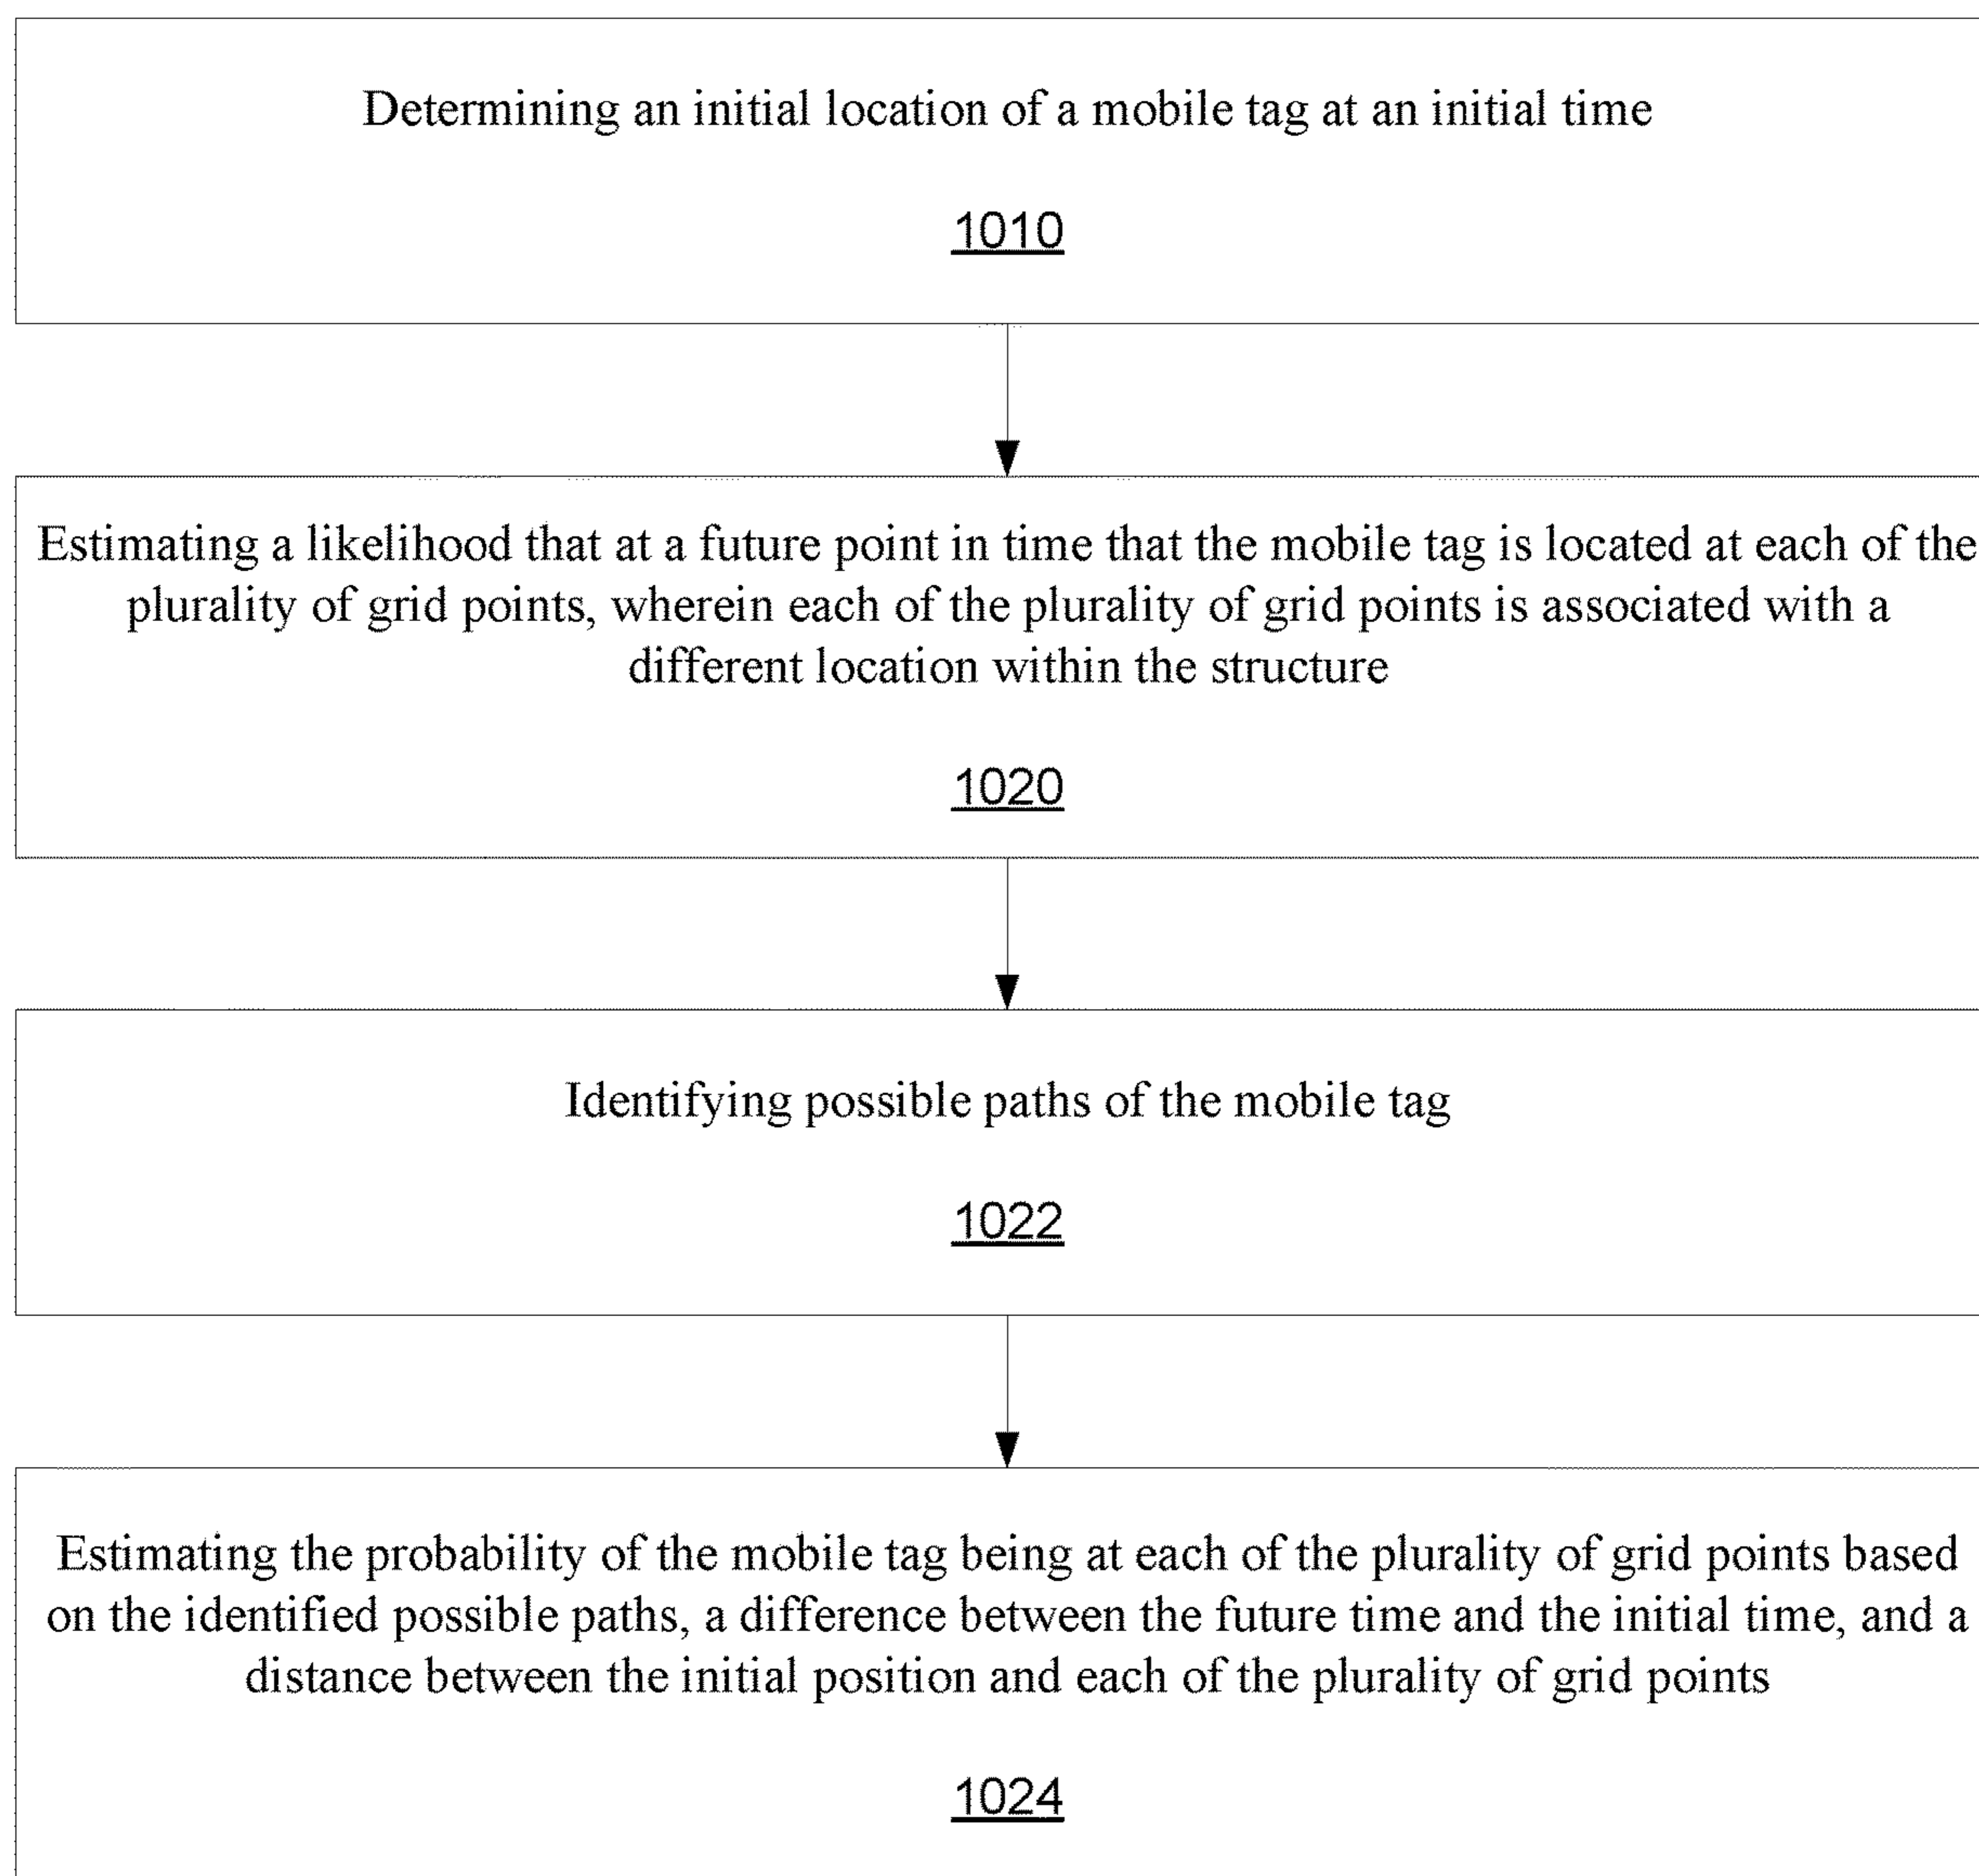 Determining an initial location of a mobile tag at an initial time
1010
Estimating a likelihood that at a future point in time that the mobile tag is located at each of the
plurality of grid points, wherein each of the plurality of grid points is associated with a
different location within the structure
1020
Identifying possible paths of the mobile tag
1022
Estimating the probability of the mobile tag being at each of the plurality of grid points based
on the identified possible paths, a difference between the future time and the initial time, and a
distance between the initial position and each of the plurality of grid points
1024